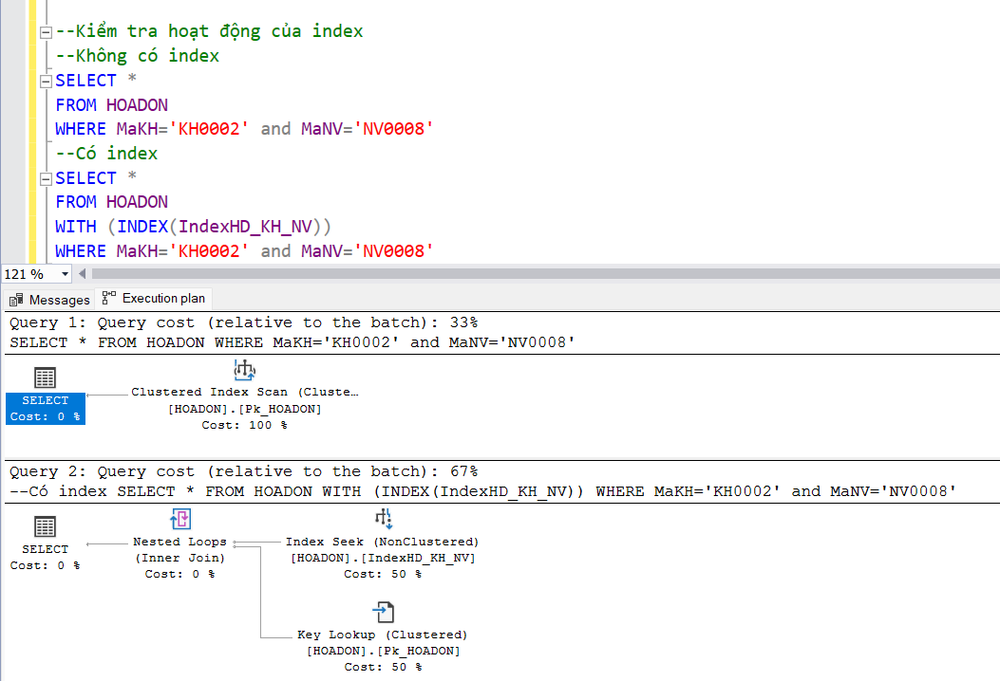 --Kiểm tra hoạt động của index
--Không có index
SELECT *
FROM HOADON
WHERE MaKH='KH0002' and MaNV='NV0008'
--Có index
SELECT *
FROM HOADON
WITH (INDEX(IndexHD_KH_NV))
WHERE MaKH='KH0002' and MaNV='NV0008'
121 %
Messages Execution plan
Query 1: Query cost (relative to the batch): 33%
SELECT * FROM HOADON WHERE MaKH='KH0002' and MaNV='NV0008'
SELECT
Cost: 0 %
Clustered Index Scan (Cluste…
[HOADON].[Pk_HOADON]
Cost: 100 %
Query 2: Query cost (relative to the batch): 67%
--Có index SELECT * FROM HOADON WITH (INDEX(IndexHD_KH_NV)) WHERE MaKH='KH0002' and MaNV='NV0008'
SELECT
Cost: 0 %
Nested Loops
(Inner Join)
Cost: 0 %
Index Seek (NonClustered)
[HOADON].[IndexHD_KH_NV]
Cost: 50 %
Key Lookup (Clustered)
[HOADON].[Pk_HOADON]
Cost: 50 %